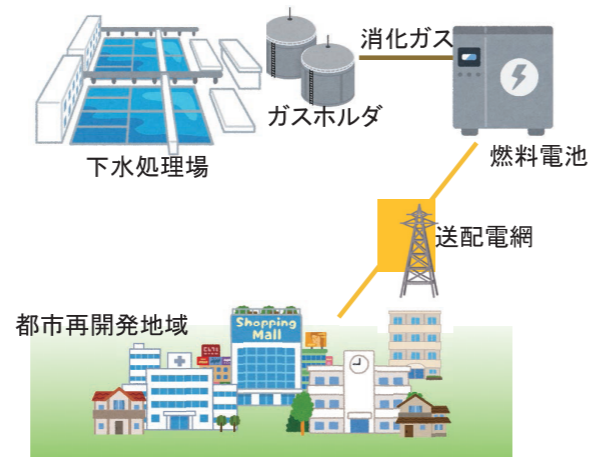 消化ガス
ガスホルダ
下水処理場
燃料電池
送配電網
都市再開発地域
Shopping
Mall